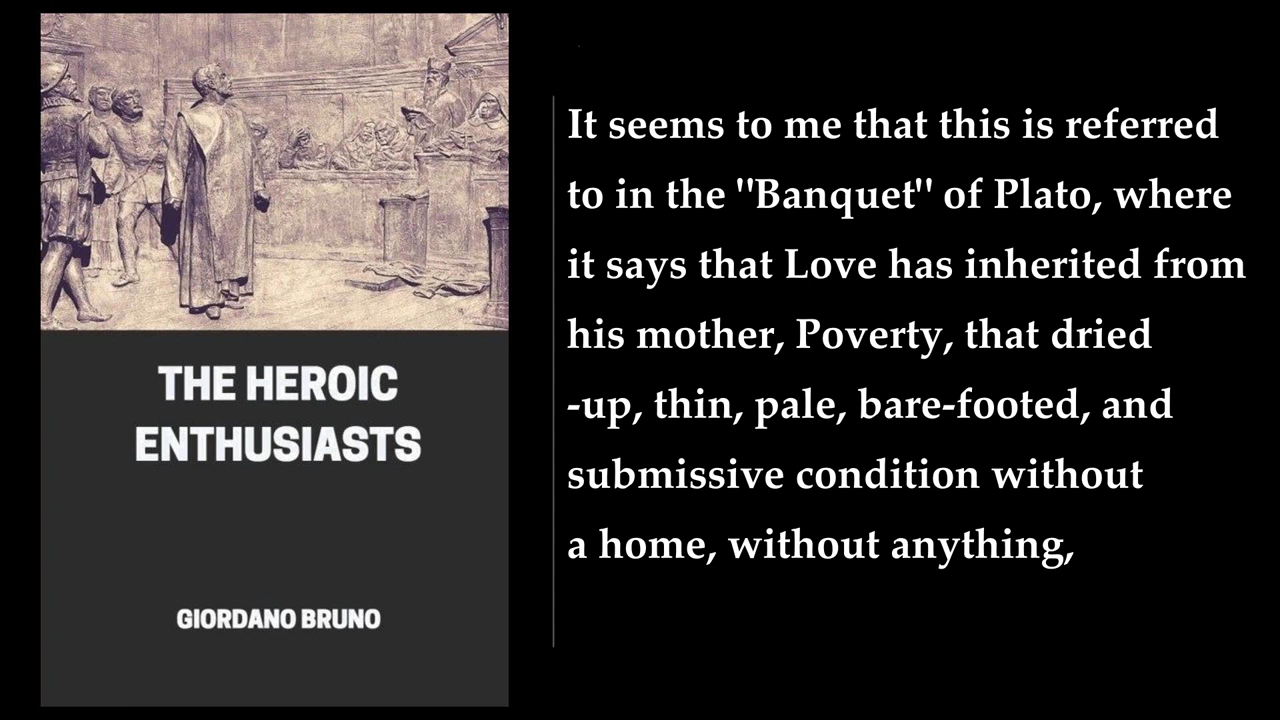 THE HEROIC
ENTHUSIASTS
GIORDANO BRUNO
It seems to me that this is referred
to in the "Banquet" of Plato, where
it says that Love has inherited from
his mother, Poverty, that dried
-up, thin, pale, bare-footed, and
submissive condition without
a home, without anything,